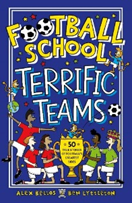 FOOTBALL
SCHOOL
TERRIFIC
TEAMS
50
ALEX BELLOS
BEN LYTTLETON